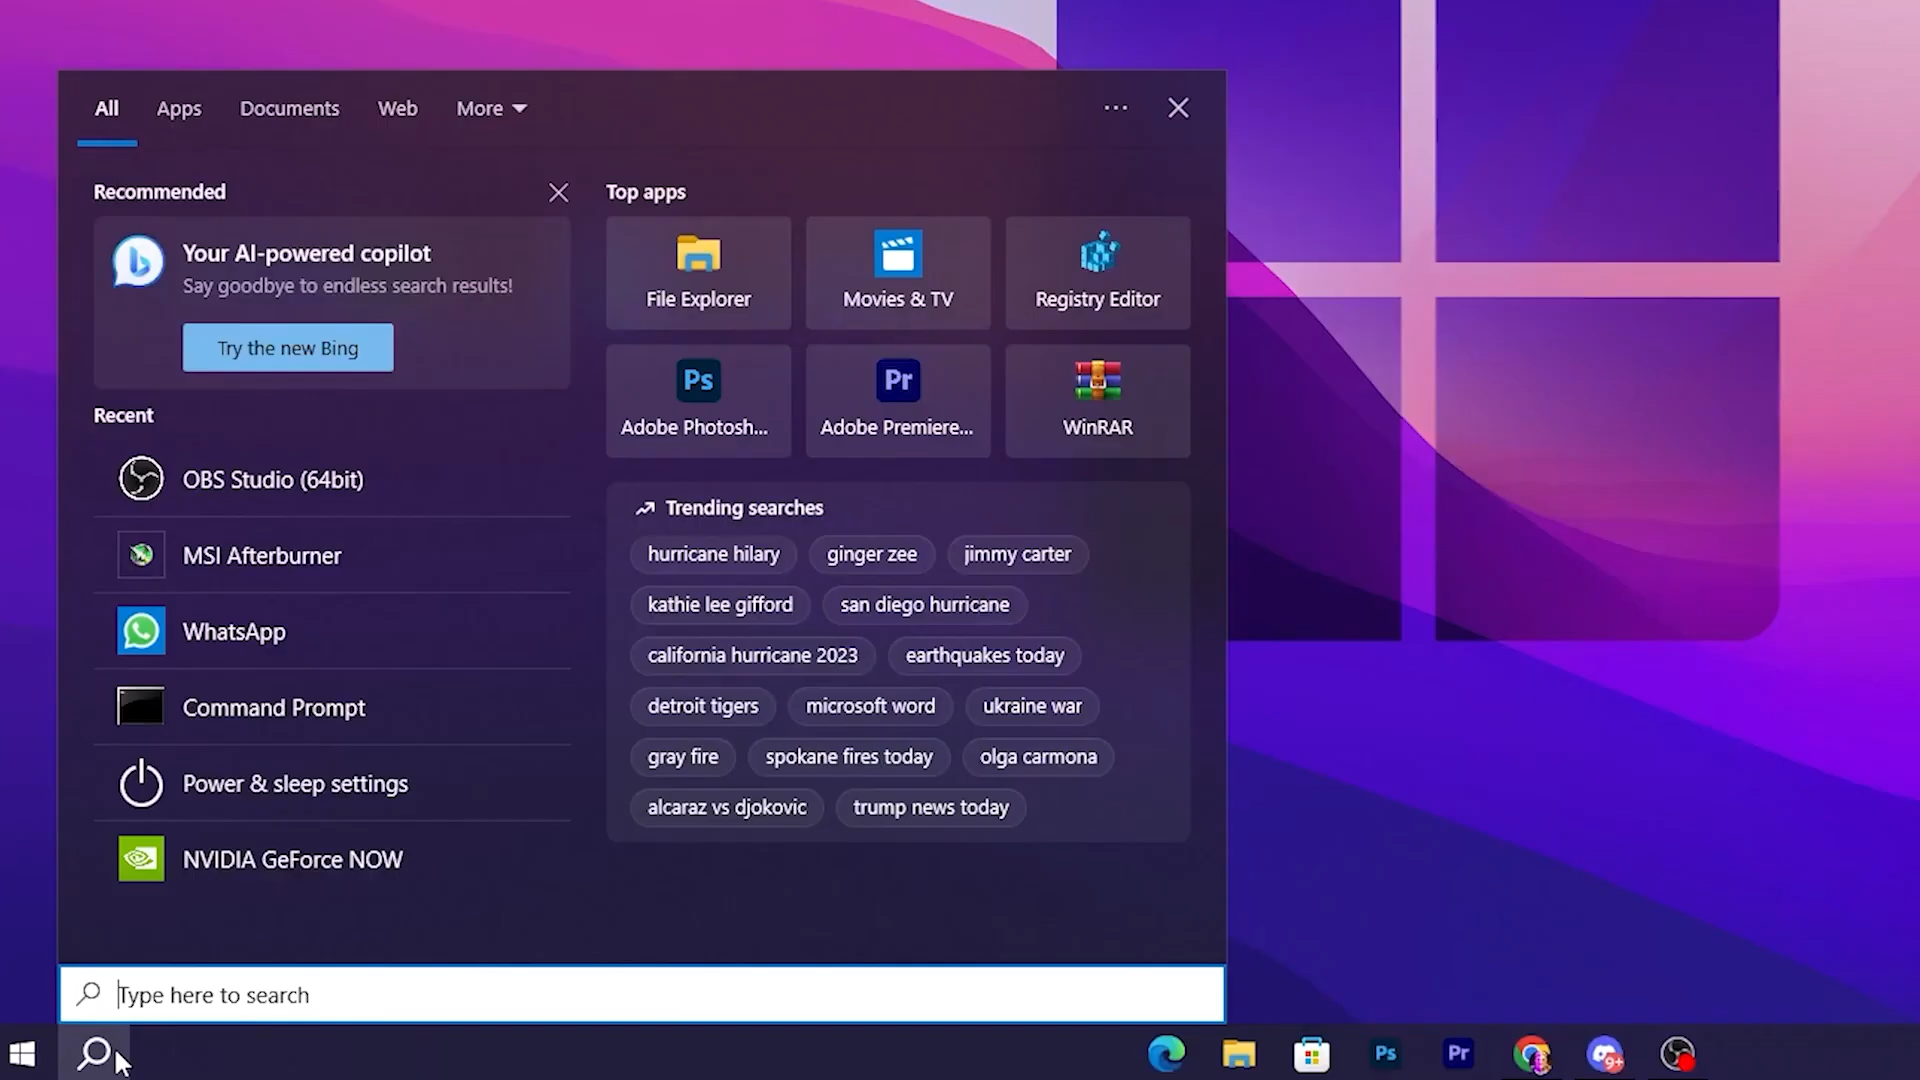 All Apps Documents Web More
Recommended
Your AI-powered copilot
Say goodbye to endless search results!
Try the new Bing
Recent
OBS Studio (64bit)
MSI Afterburner
WhatsApp
Command Prompt
Power & sleep settings
NVIDIA GeForce NOW
Top apps
File Explorer Movies & TV Registry Editor
Ps Pr
Adobe Photosh... Adobe Premiere... WinRAR
Trending searches
hurricane hilary ginger zee jimmy carter
kathie lee gifford san diego hurricane
california hurricane 2023 earthquakes today
detroit tigers microsoft word ukraine war
gray fire spokane fires today olga carmona
alcaraz vs djokovic trump news today
Type here to search
Ps Pr 9+